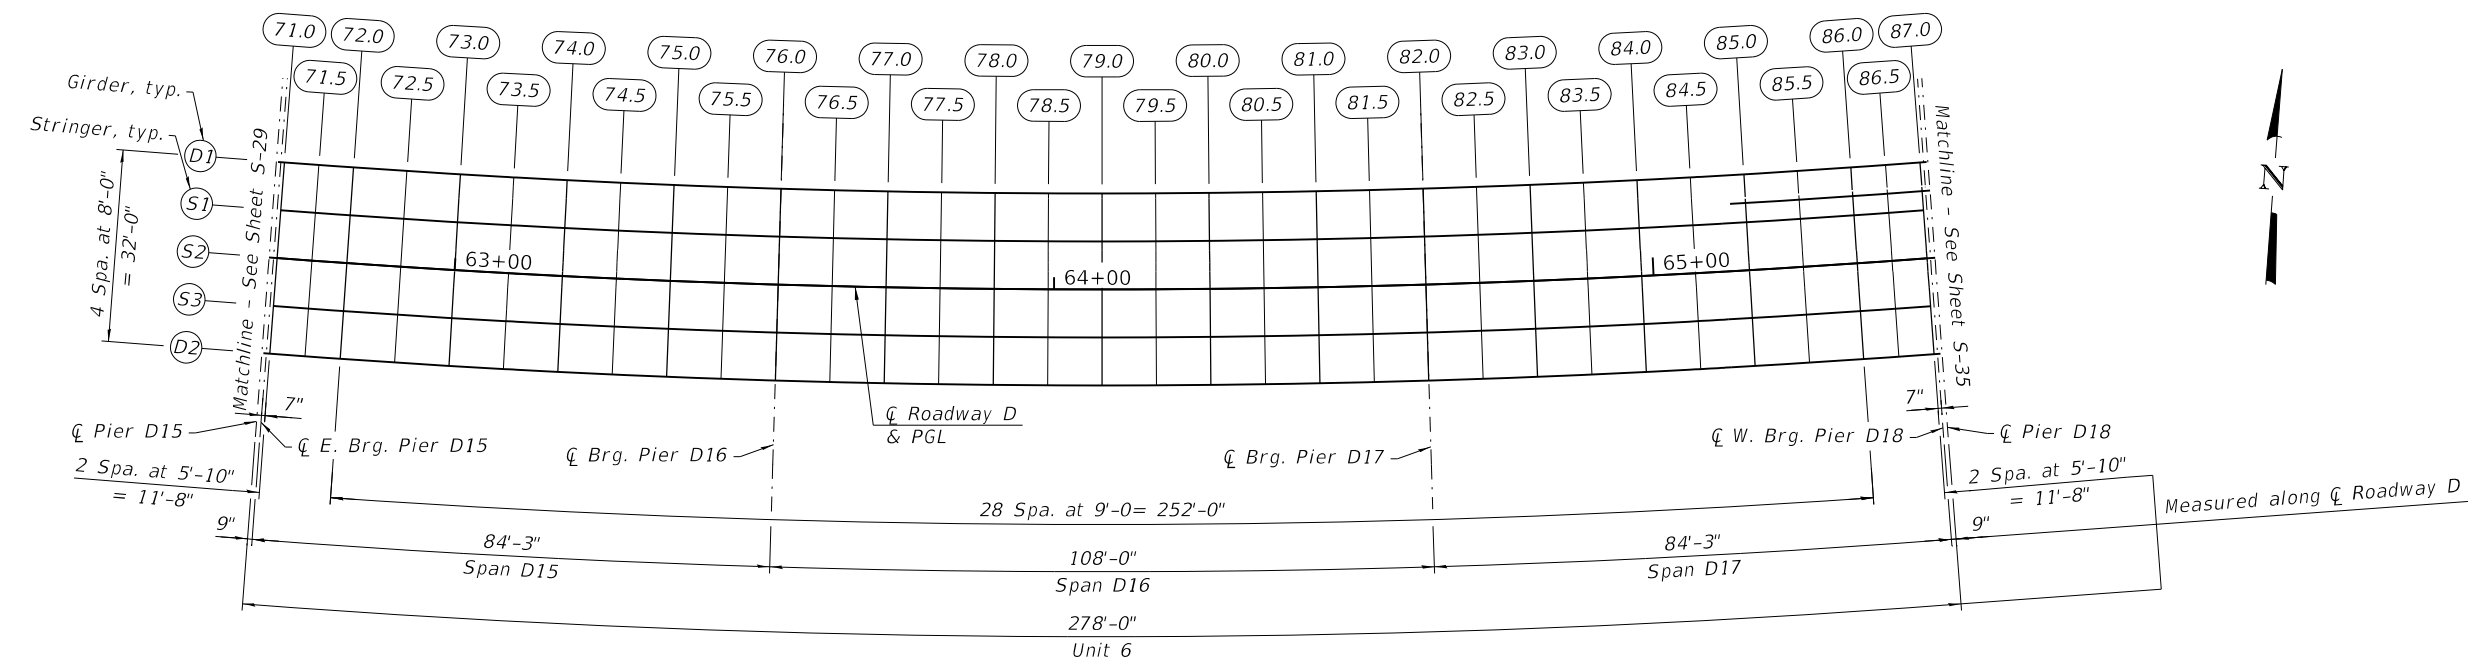 71.0
72.0
73.0
74.0
75.0
76.0
77.0
78.0
79.0
80.0
81.0
82.0
83.0
84.0
85.0
86.0
87.0
71.5
72.5
73.5
74.5
75.5
76.5
77.5
78.5
79.5
80.5
81.5
82.5
83.5
84.5
85.5
86.5
Girder, typ.
Stringer, typ.
D1
S1
S2
S3
D2
4 Spa. at 8'-0"
= 32'-0"
Matchline - See Sheet S-29
63+00
64+00
65+00
Matchline - See Sheet S-35
N
7"
7"
℄ Roadway D
& PGL
℄ Pier D15
℄ E. Brg. Pier D15
℄ Brg. Pier D16
℄ Brg. Pier D17
℄ W. Brg. Pier D18
℄ Pier D18
2 Spa. at 5'-10"
= 11'-8"
28 Spa. at 9'-0= 252'-0"
2 Spa. at 5'-10"
= 11'-8"
Measured along ℄ Roadway D
9"
84'-3"
Span D15
108'-0"
Span D16
84'-3"
Span D17
9"
278'-0"
Unit 6